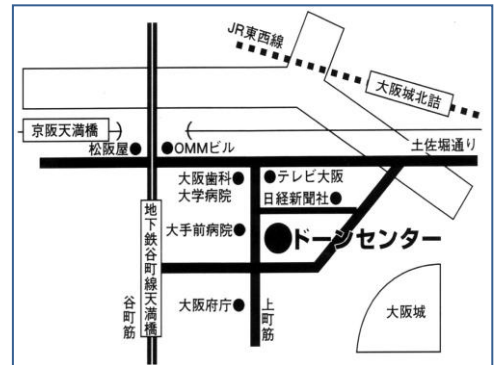 JR東西線
大阪城北詰
京阪天満橋
土佐堀通り
松阪屋
OMMビル
大阪歯科
大学病院
テレビ大阪
日経新聞社
大手前病院
ドーンセンター
地下鉄谷町線天満橋
大阪府庁
谷町筋
上町筋
大阪城